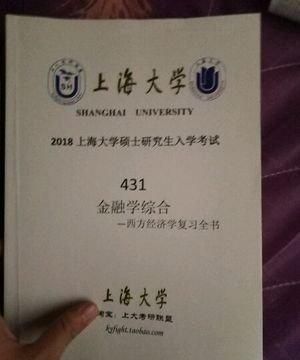 上海大学
SHANGHAI UNIVERSITY
2018 上海大学硕士研究生入学考试
431
金融学综合
—西方经济学复习全书
上海大学
淘宝：上大考研联盟
kyfight.taobao.com